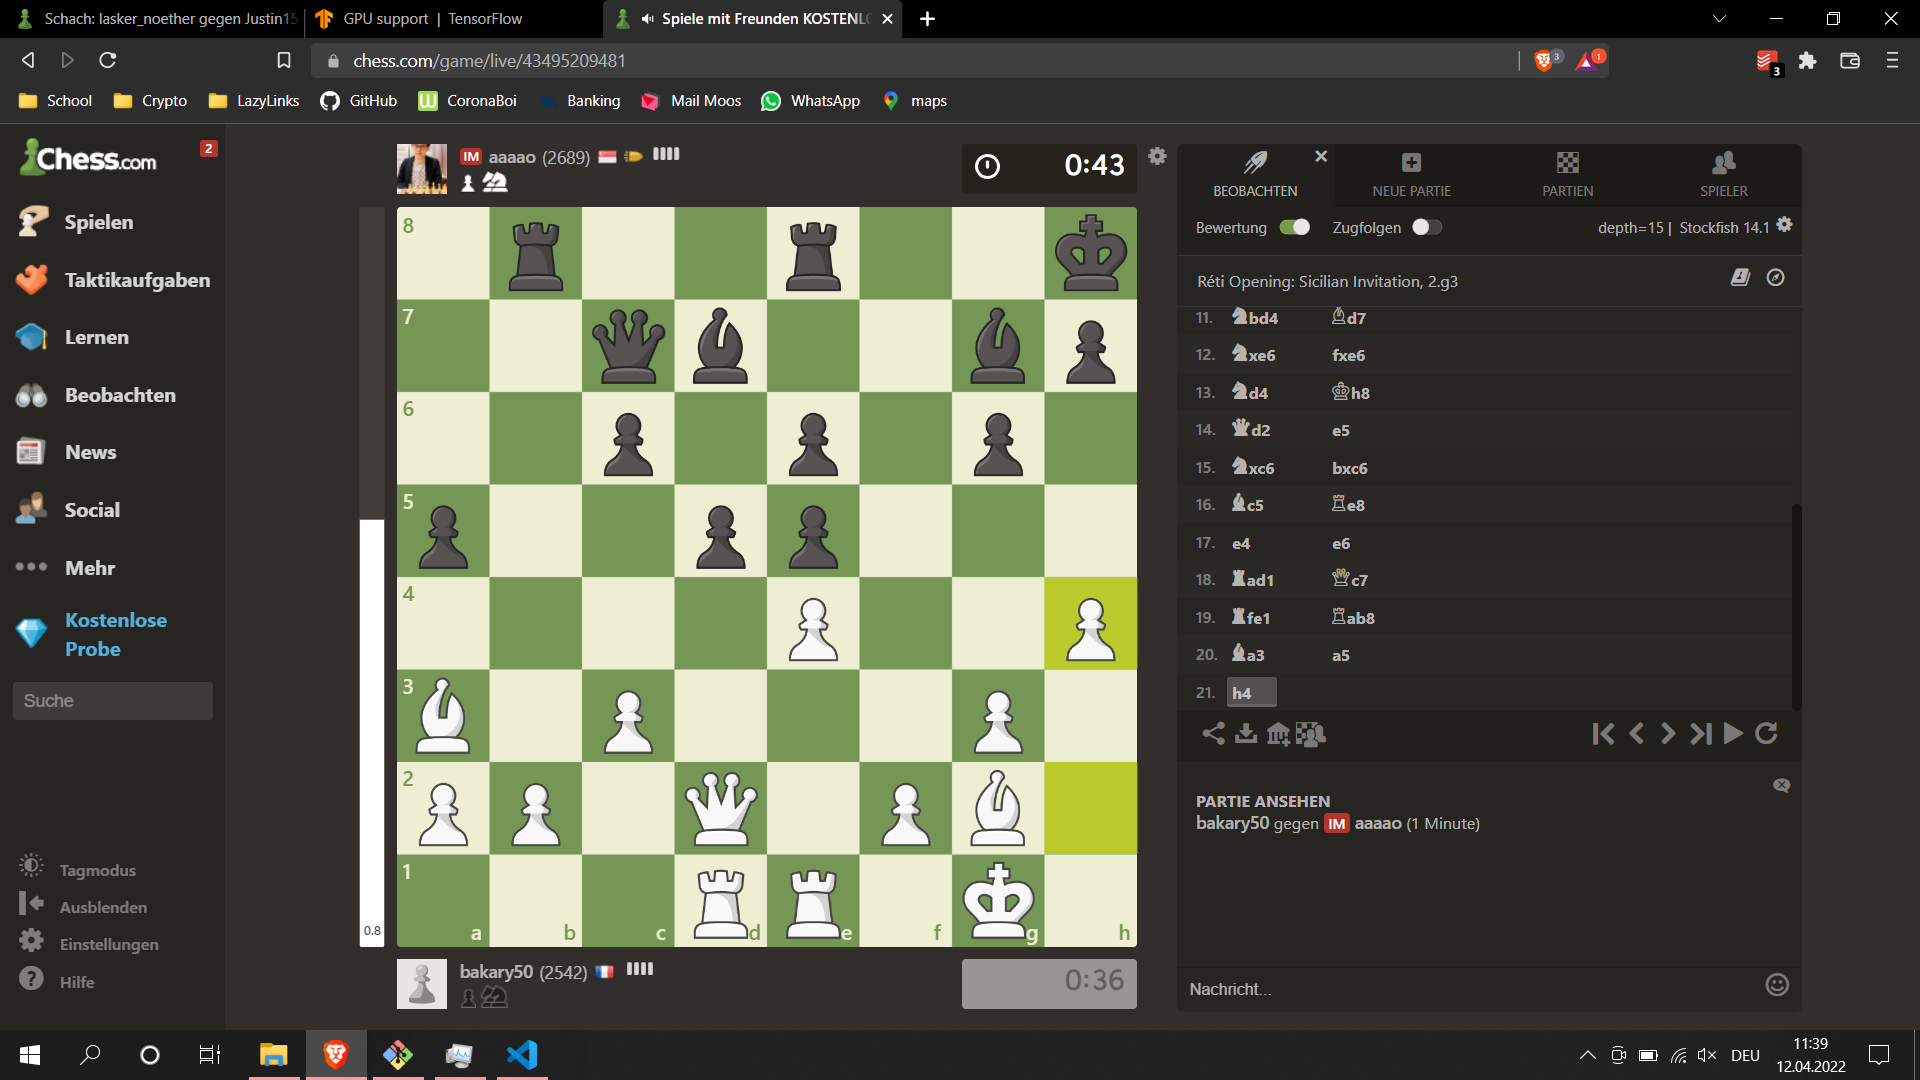 Schach: lasker_noether gegen Justin15
GPU support | TensorFlow
Spiele mit Freunden KOSTENLO
chess.com/game/live/43495209481
3
1
3
School
Crypto
LazyLinks
GitHub
CoronaBoi
Banking
Mail Moos
WhatsApp
maps
Chess.com
2
Spielen
Taktikaufgaben
Lernen
Beobachten
News
Social
Mehr
Kostenlose
Probe
Suche
Tagmodus
Ausblenden
Einstellungen
Hilfe
IM aaaao (2689)
0:43
8
7
6
5
4
3
2
1
a b c d e f g h
0.8
bakary50 (2542)
0:36
BEOBACHTEN
NEUE PARTIE
PARTIEN
SPIELER
Bewertung
Zugfolgen
depth=15 | Stockfish 14.1
Réti Opening: Sicilian Invitation, 2.g3
11. ♞bd4 ♗d7
12. ♞xe6 fxe6
13. ♞d4 ♔h8
14. ♛d2 e5
15. ♞xc6 bxc6
16. ♝c5 ♖e8
17. e4 e6
18. ♜ad1 ♕c7
19. ♜fe1 ♖ab8
20. ♝a3 a5
21. h4
PARTIE ANSEHEN
bakary50 gegen IM aaaao (1 Minute)
Nachricht...
DEU
11:39
12.04.2022